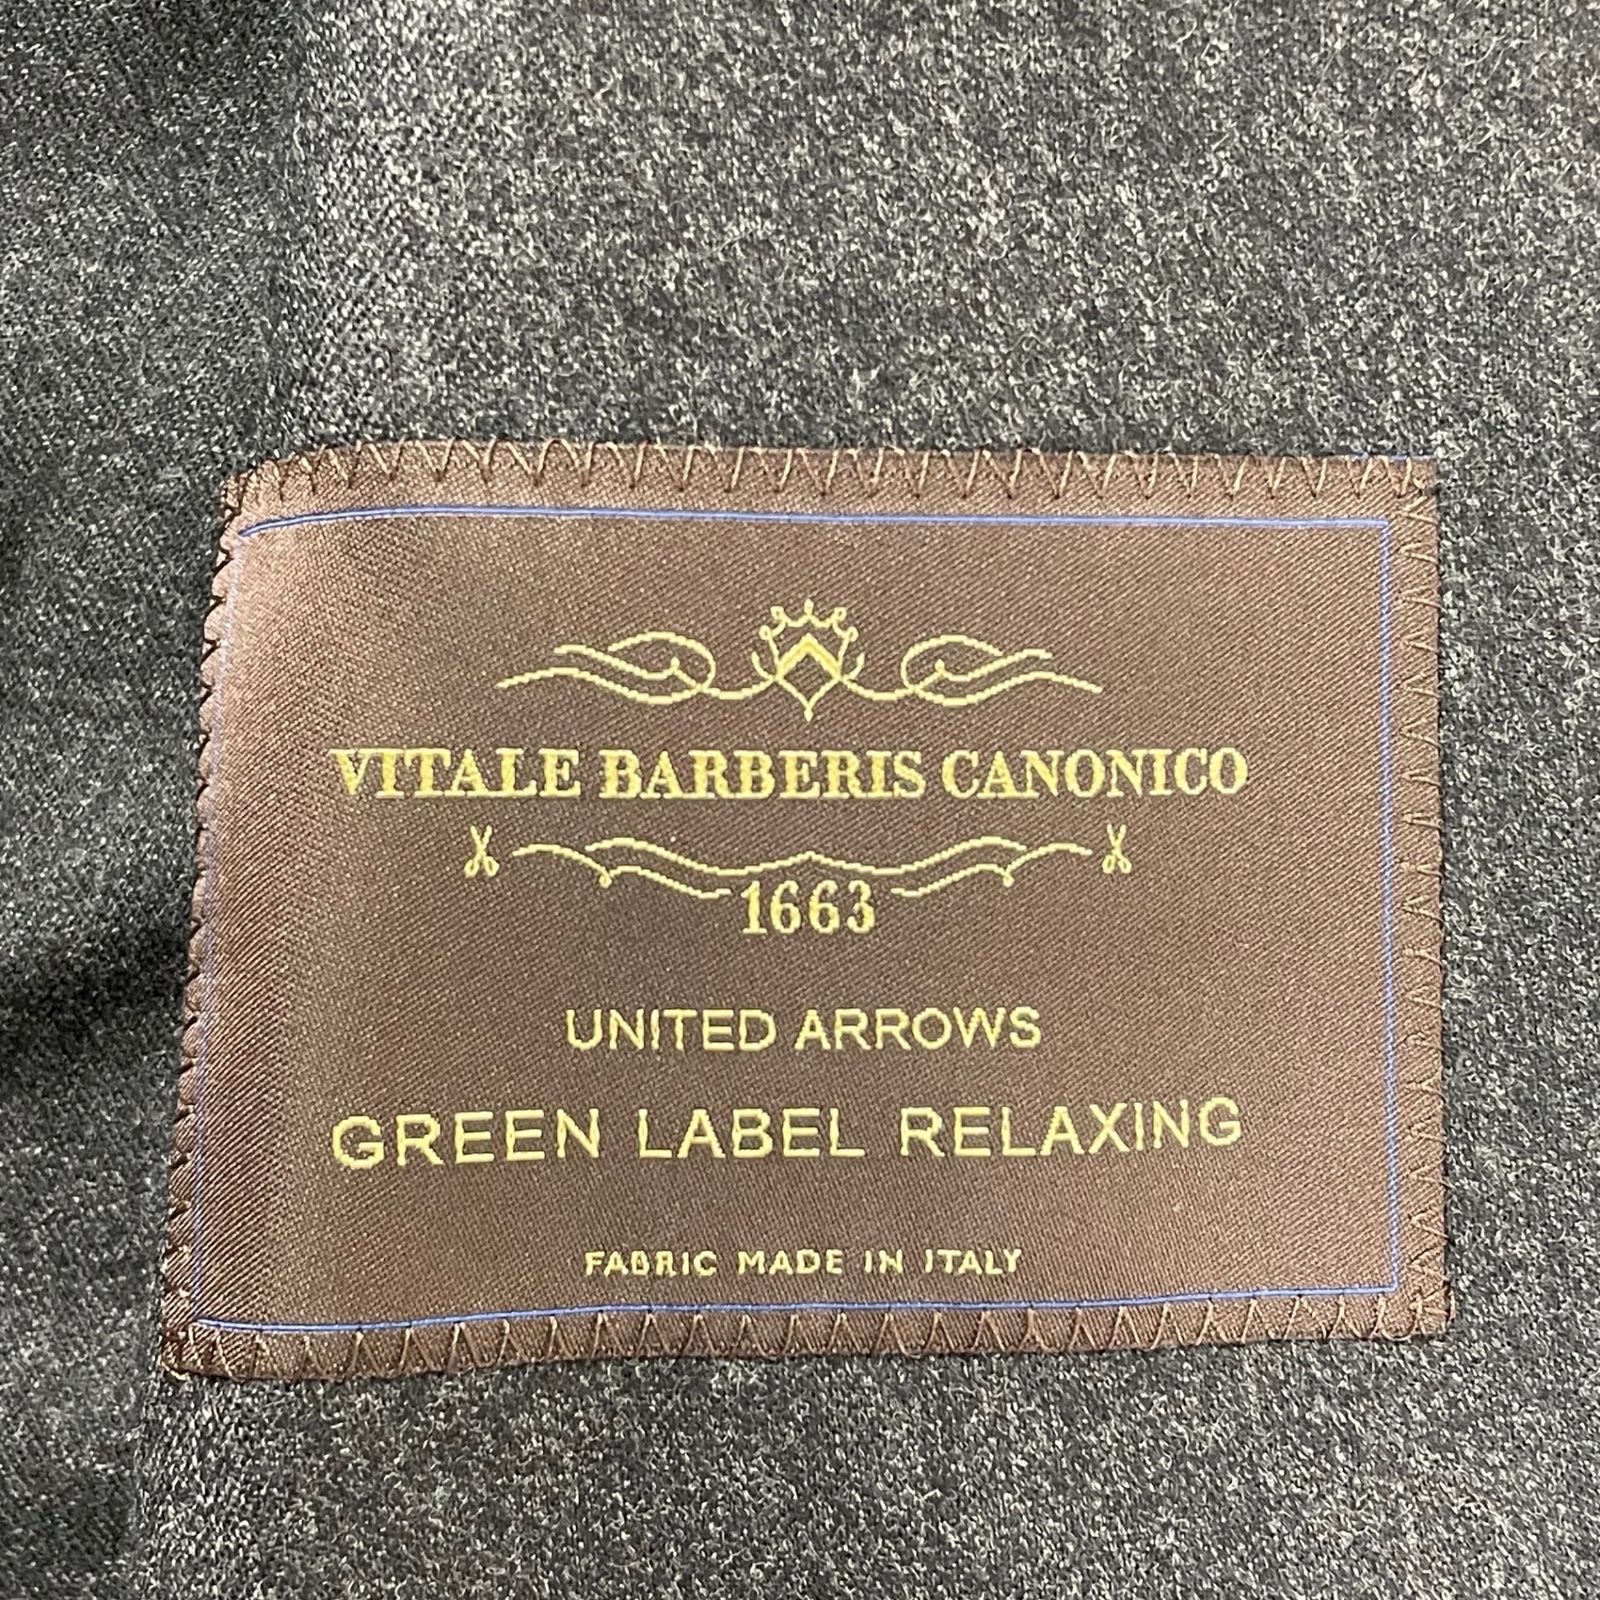 VITALE BARBERIS CANONICO
1663
UNITED ARROWS
GREEN LABEL RELAXING
FABRIC MADE IN ITALY